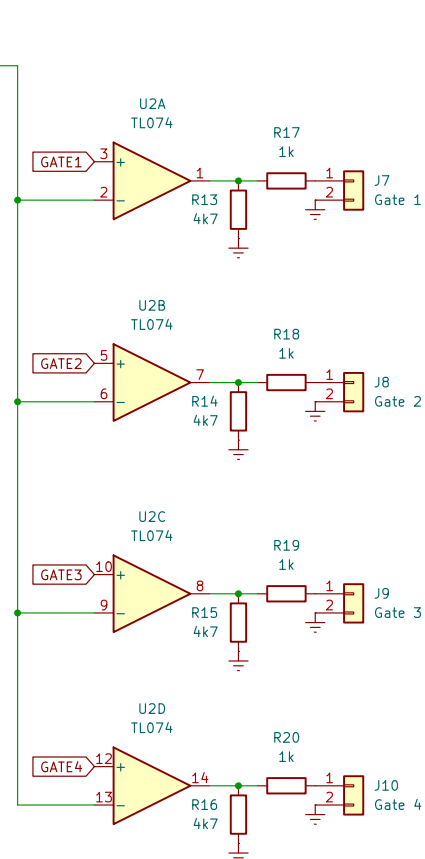 U2A
TL074
GATE1
3
+
2
−
1
R13
4k7
R17
1k
1
2
J7
Gate 1
U2B
TL074
GATE2
5
+
6
−
7
R14
4k7
R18
1k
1
2
J8
Gate 2
U2C
TL074
GATE3
10
+
9
−
8
R15
4k7
R19
1k
1
2
J9
Gate 3
U2D
TL074
GATE4
12
+
13
−
14
R16
4k7
R20
1k
1
2
J10
Gate 4